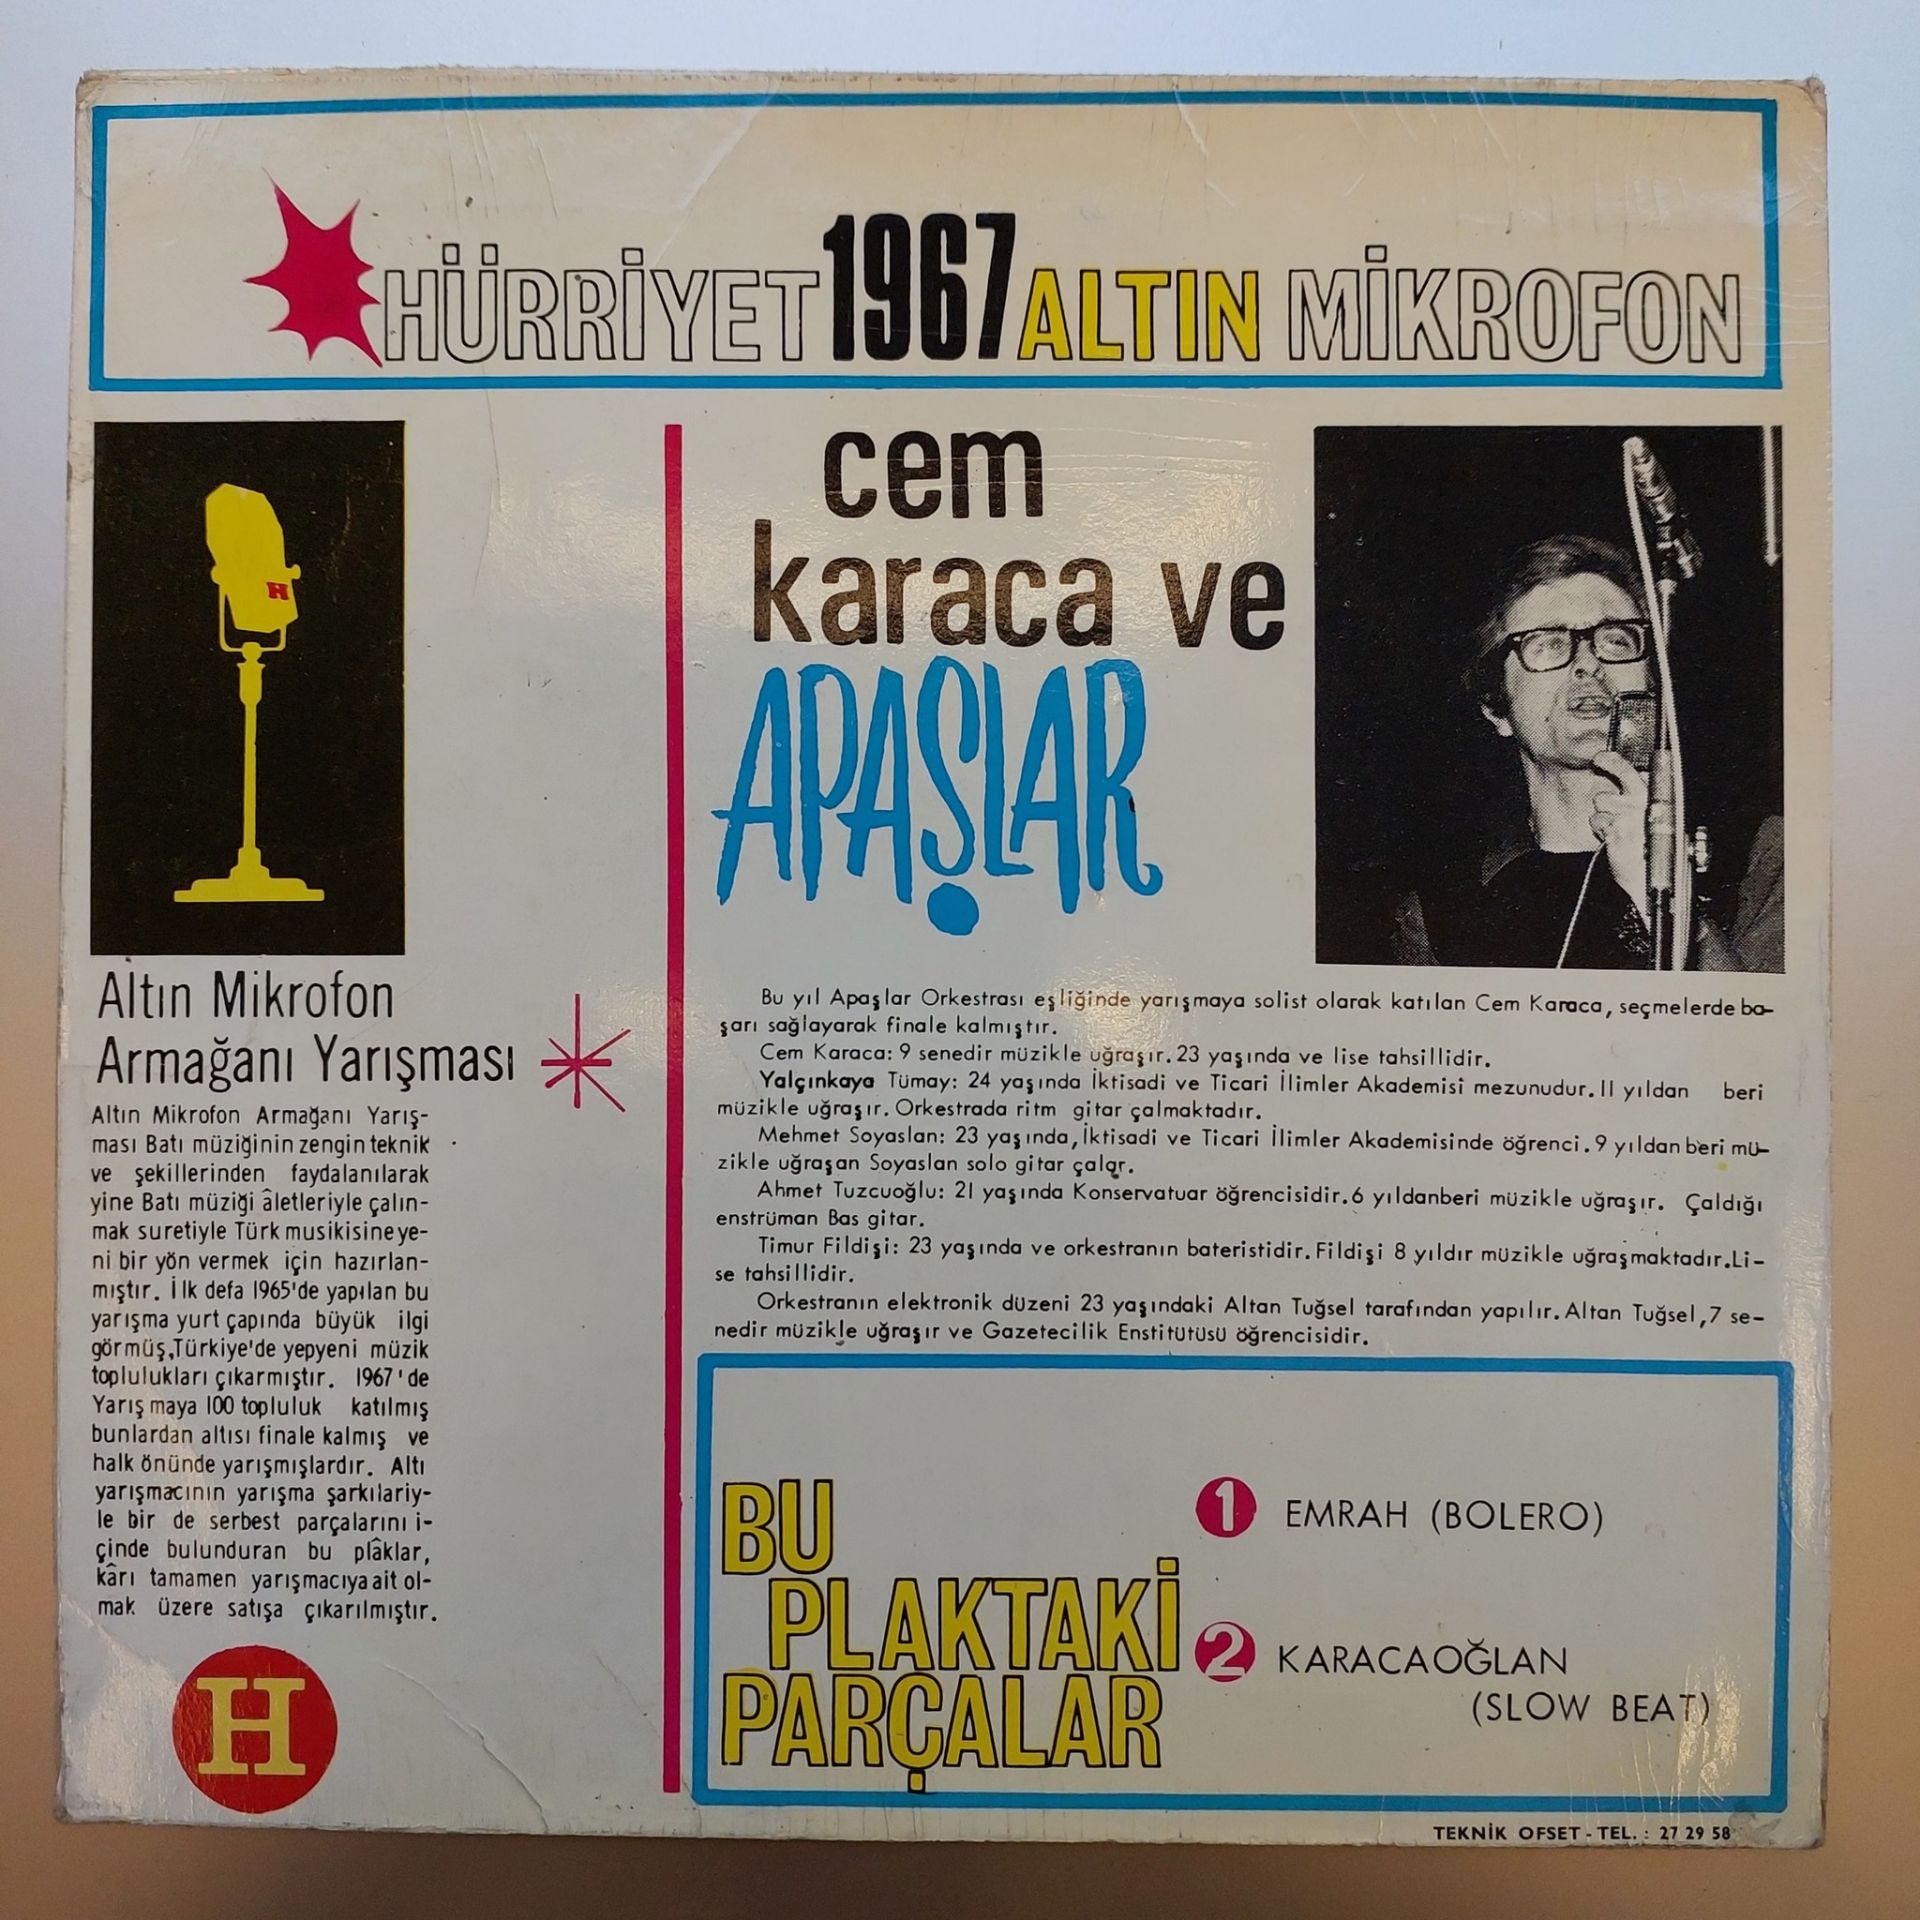 HÜRRİYET 1967 ALTIN MİKROFON
H
Altın Mikrofon
Armağanı Yarışması
Altın Mikrofon Armağanı Yarış-
ması Batı müziğinin zengin teknik
ve şekillerinden faydalanılarak
yine Batı müziği âletleriyle çalın-
mak suretiyle Türk musikisine ye-
ni bir yön vermek için hazırlan-
mıştır. İlk defa 1965'de yapılan bu
yarışma yurt çapında büyük ilgi
görmüş,Türkiye'de yepyeni müzik
toplulukları çıkarmıştır. 1967'de
Yarışmaya 100 topluluk katılmış
bunlardan altısı finale kalmış ve
halk önünde yarışmışlardır. Altı
yarışmacının yarışma şarkılariy-
le bir de serbest parçalarını i-
çinde bulunduran bu plâklar,
kârı tamamen yarışmacıya ait ol-
mak üzere satışa çıkarılmıştır.
H
cem
karaca ve
APAŞLAR
Bu yıl Apaşlar Orkestrası eşliğinde yarışmaya solist olarak katılan Cem Karaca, seçmelerde ba-
şarı sağlayarak finale kalmıştır.
Cem Karaca: 9 senedir müzikle uğraşır. 23 yaşında ve lise tahsillidir.
Yalçınkaya Tümay: 24 yaşında İktisadi ve Ticari İlimler Akademisi mezunudur. 11 yıldan beri
müzikle uğraşır. Orkestrada ritm gitar çalmaktadır.
Mehmet Soyaslan: 23 yaşında, İktisadi ve Ticari İlimler Akademisinde öğrenci. 9 yıldan beri mü-
zikle uğraşan Soyaslan solo gitar çalar.
Ahmet Tuzcuoğlu: 21 yaşında Konservatuar öğrencisidir. 6 yıldanberi müzikle uğraşır. Çaldığı
enstrüman Bas gitar.
Timur Fildişi: 23 yaşında ve orkestranın bateristidir. Fildişi 8 yıldır müzikle uğraşmaktadır. Li-
se tahsillidir.
Orkestranın elektronik düzeni 23 yaşındaki Altan Tuğsel tarafından yapılır. Altan Tuğsel, 7 se-
nedir müzikle uğraşır ve Gazetecilik Enstitütüsü öğrencisidir.
BU
PLAKTAKİ
PARÇALAR
1 EMRAH (BOLERO)
2 KARACAOĞLAN
(SLOW BEAT)
TEKNİK OFSET - TEL. : 27 29 58